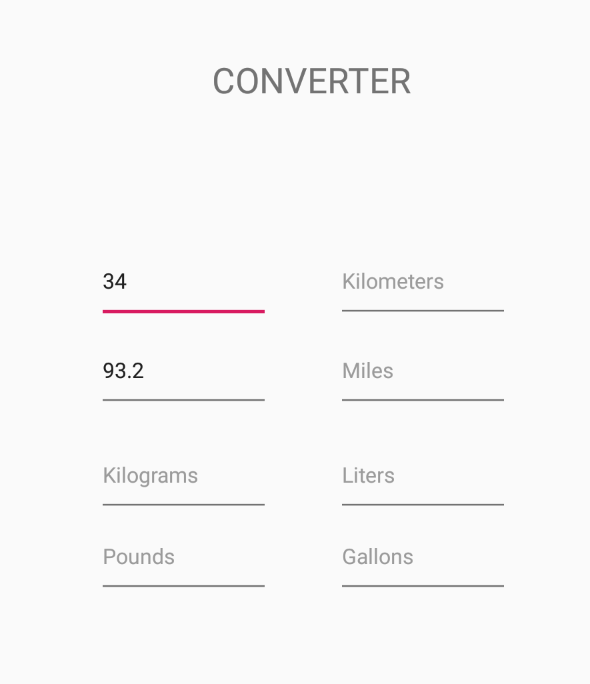 CONVERTER
34 Kilometers
93.2 Miles
Kilograms Liters
Pounds Gallons